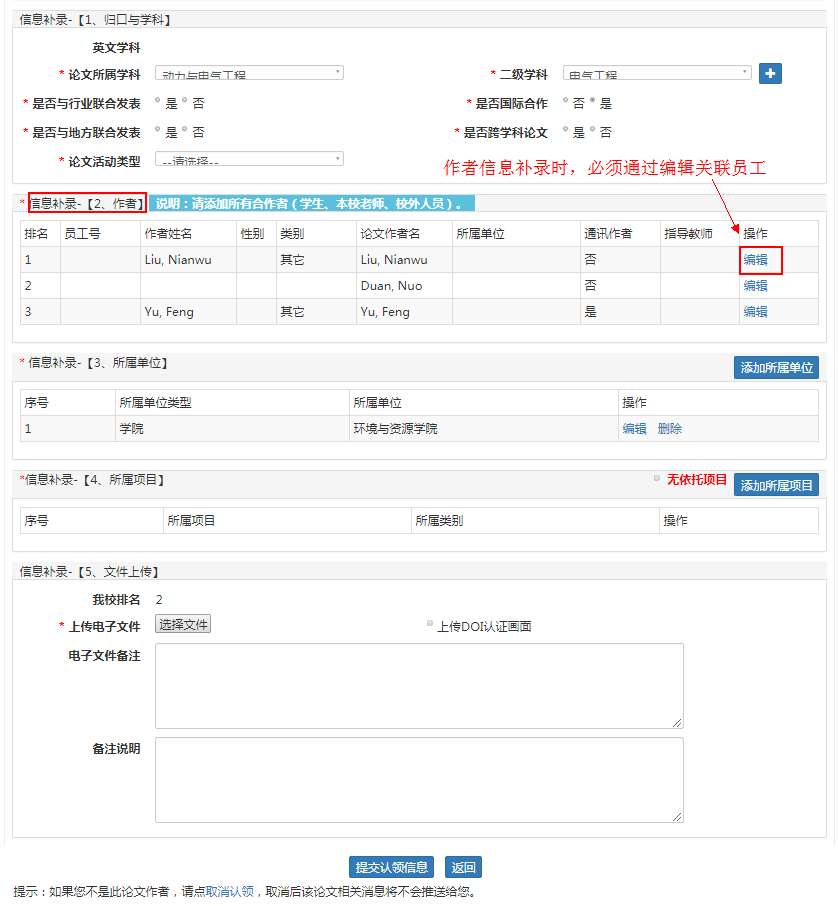 信息补录-【1、归口与学科】
英文学科
* 论文所属学科 动力与电气工程 * 二级学科 电气工程
* 是否与行业联合发表 是 否 * 是否国际合作 否 是
* 是否与地方联合发表 是 否 * 是否跨学科论文 是 否
* 论文活动类型 --请选择--
作者信息补录时，必须通过编辑关联员工
* 信息补录-【2、作者】 说明：请添加所有合作者（学生、本校老师、校外人员）。
排名 员工号 作者姓名 性别 类别 论文作者名 所属单位 通讯作者 指导教师 操作
1 Liu, Nianwu 其它 Liu, Nianwu 否 编辑
2 Duan, Nuo 否 编辑
3 Yu, Feng 其它 Yu, Feng 是 编辑
* 信息补录-【3、所属单位】 添加所属单位
序号 所属单位类型 所属单位 操作
1 学院 环境与资源学院 编辑 删除
*信息补录-【4、所属项目】 无依托项目 添加所属项目
序号 所属项目 所属类别 操作
信息补录-【5、文件上传】
我校排名 2
* 上传电子文件 选择文件 上传DOI认证画面
电子文件备注
备注说明
提交认领信息 返回
提示：如果您不是此论文作者，请点取消认领，取消后该论文相关消息将不会推送给您。